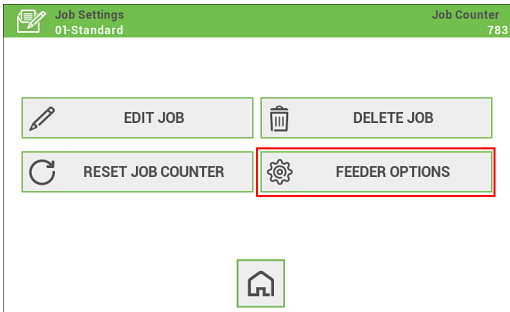 Job Settings
Job Counter
01-Standard
783
EDIT JOB
DELETE JOB
RESET JOB COUNTER
FEEDER OPTIONS